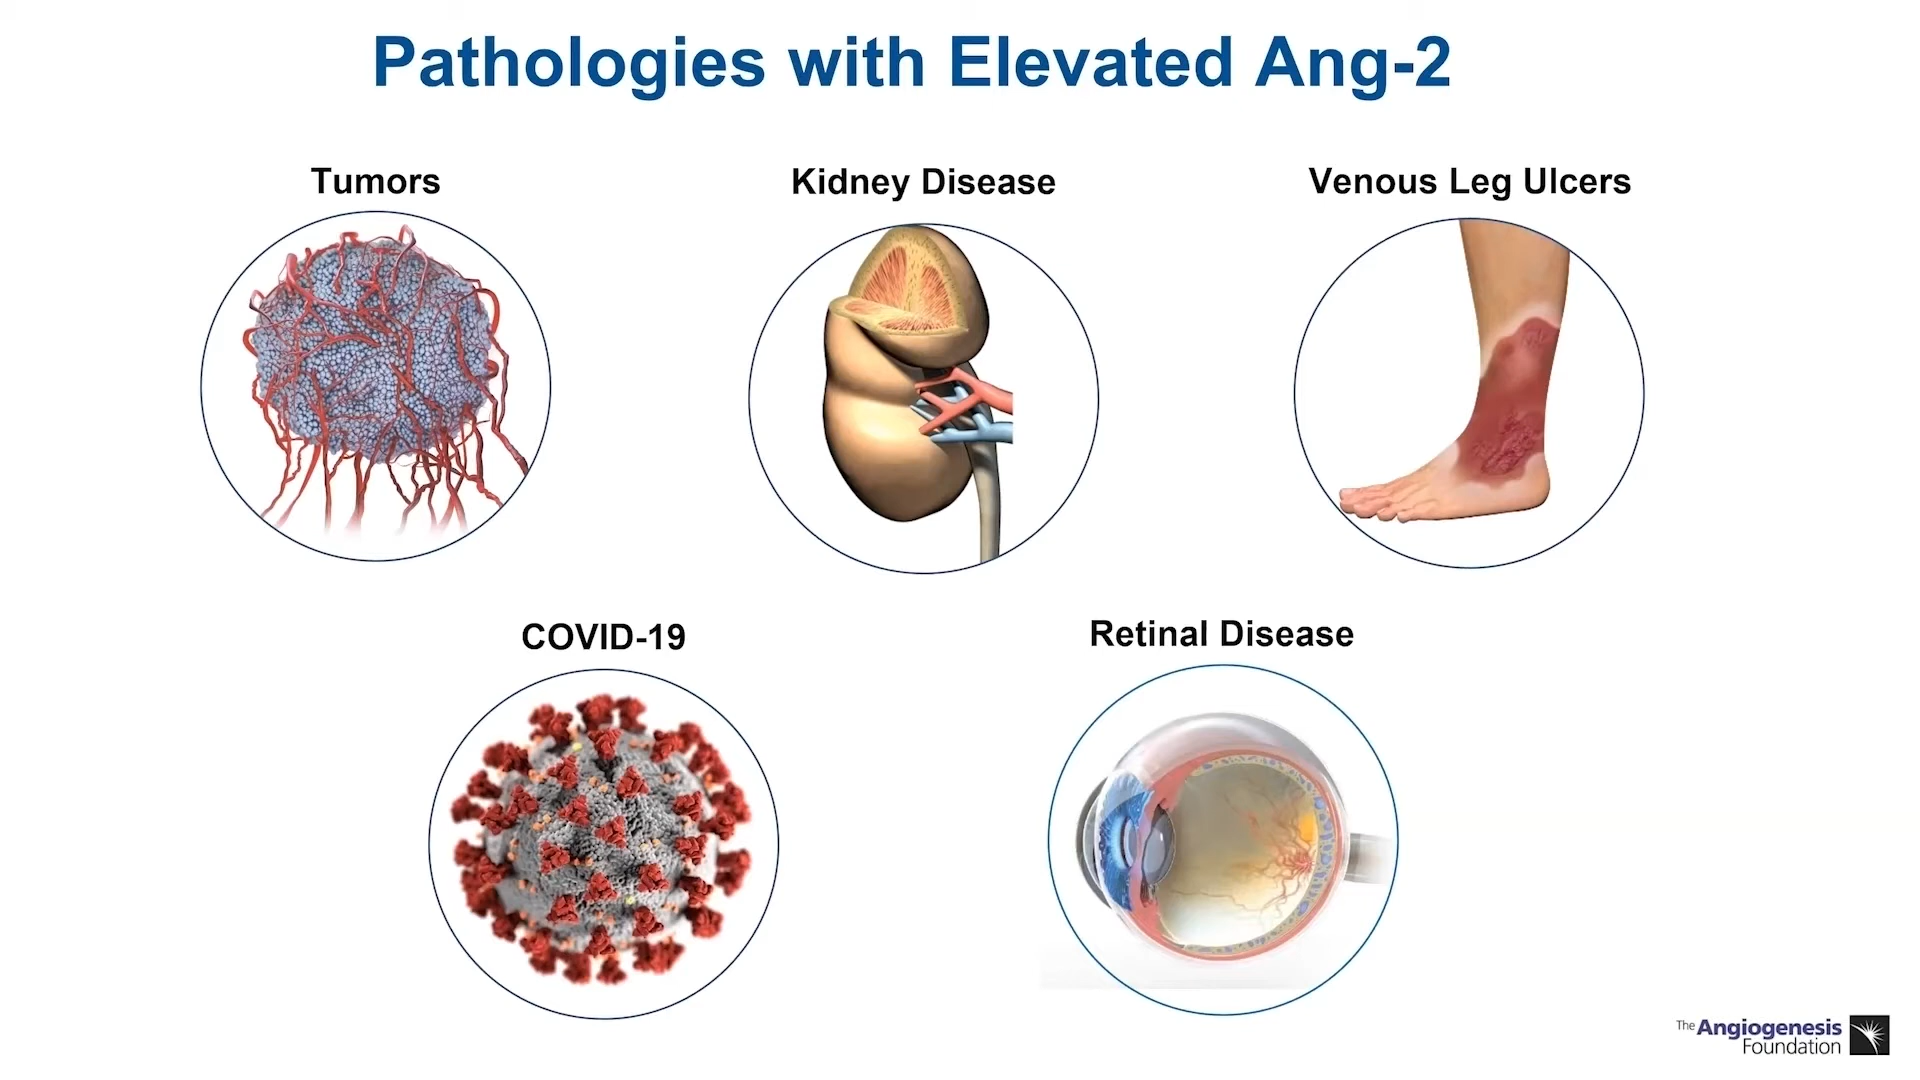 Pathologies with Elevated Ang-2
Tumors
Kidney Disease
Venous Leg Ulcers
COVID-19
Retinal Disease
The Angiogenesis
Foundation